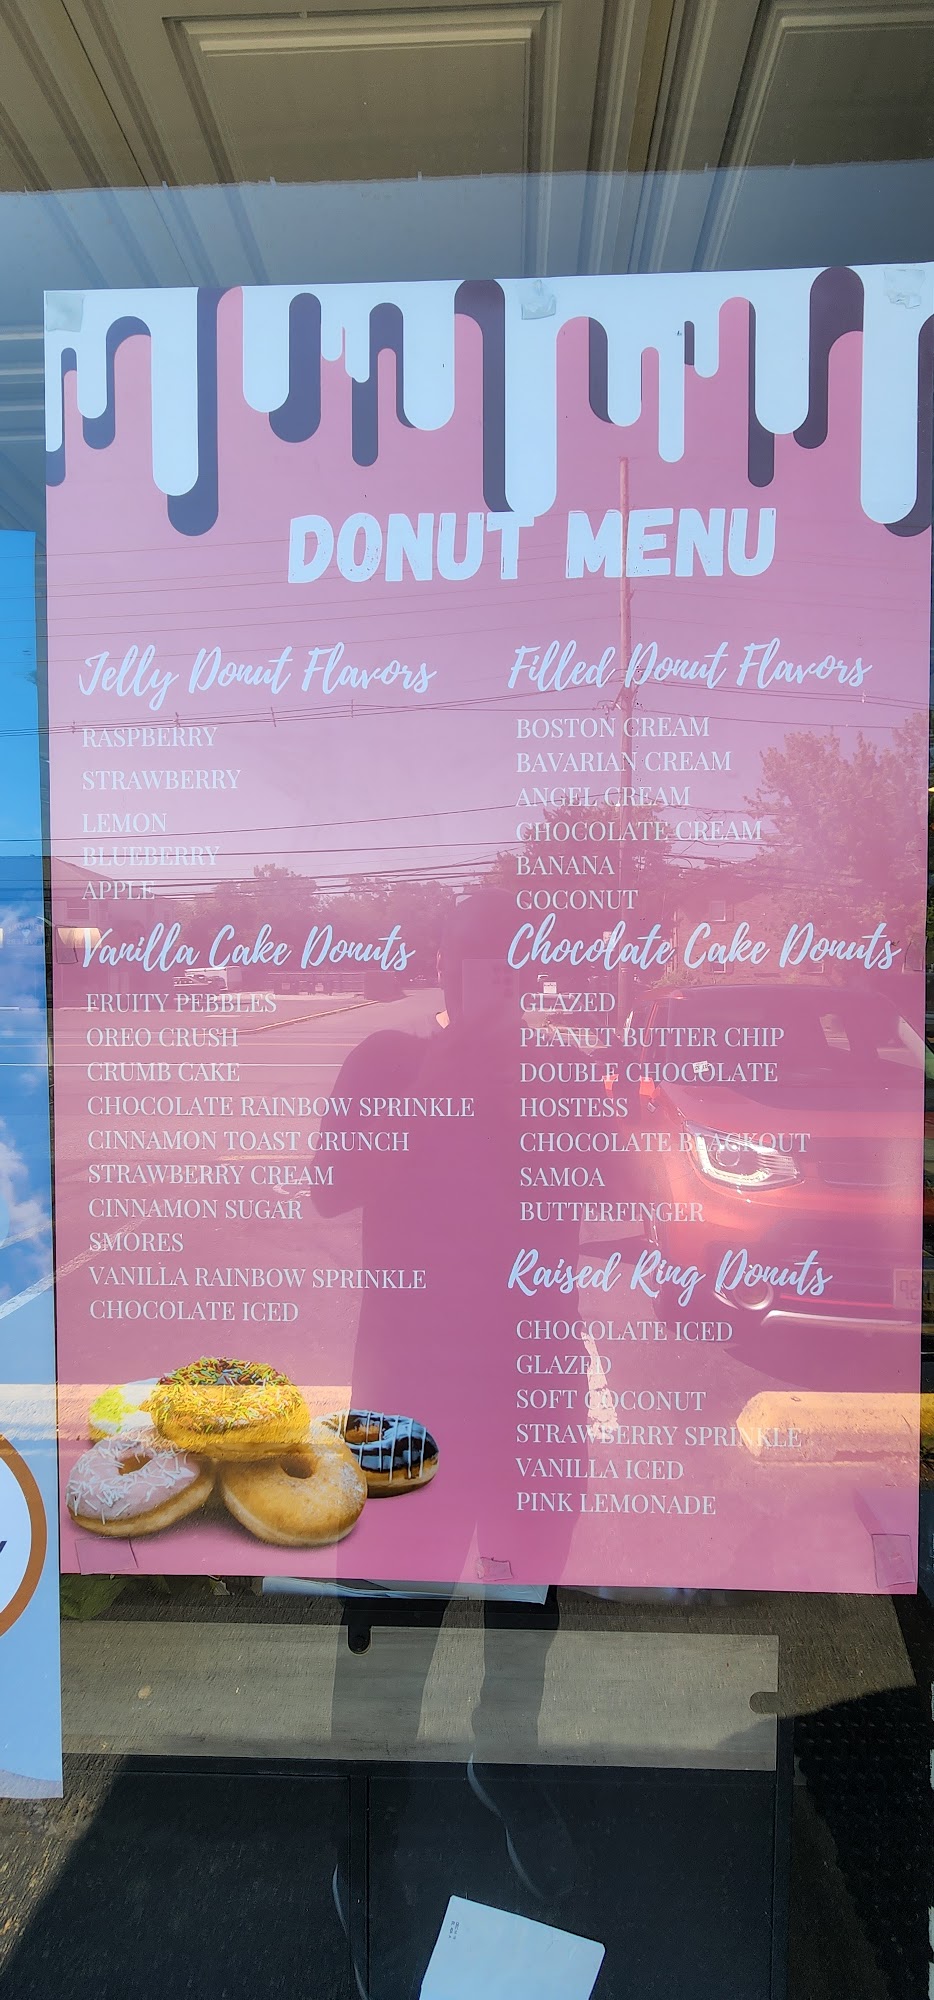 DONUT MENU
Jelly Donut Flavors
RASPBERRY
STRAWBERRY
LEMON
BLUEBERRY
APPLE
Filled Donut Flavors
BOSTON CREAM
BAVARIAN CREAM
ANGEL CREAM
CHOCOLATE CREAM
BANANA
COCONUT
Vanilla Cake Donuts
FRUITY PEBBLES
OREO CRUSH
CRUMB CAKE
CHOCOLATE RAINBOW SPRINKLE
CINNAMON TOAST CRUNCH
STRAWBERRY CREAM
CINNAMON SUGAR
SMORES
VANILLA RAINBOW SPRINKLE
CHOCOLATE ICED
Chocolate Cake Donuts
GLAZED
PEANUT BUTTER CHIP
DOUBLE CHOCOLATE
HOSTESS
CHOCOLATE BLACKOUT
SAMOA
BUTTERFINGER
Raised Ring Donuts
CHOCOLATE ICED
GLAZED
SOFT COCONUT
STRAWBERRY SPRINKLE
VANILLA ICED
PINK LEMONADE